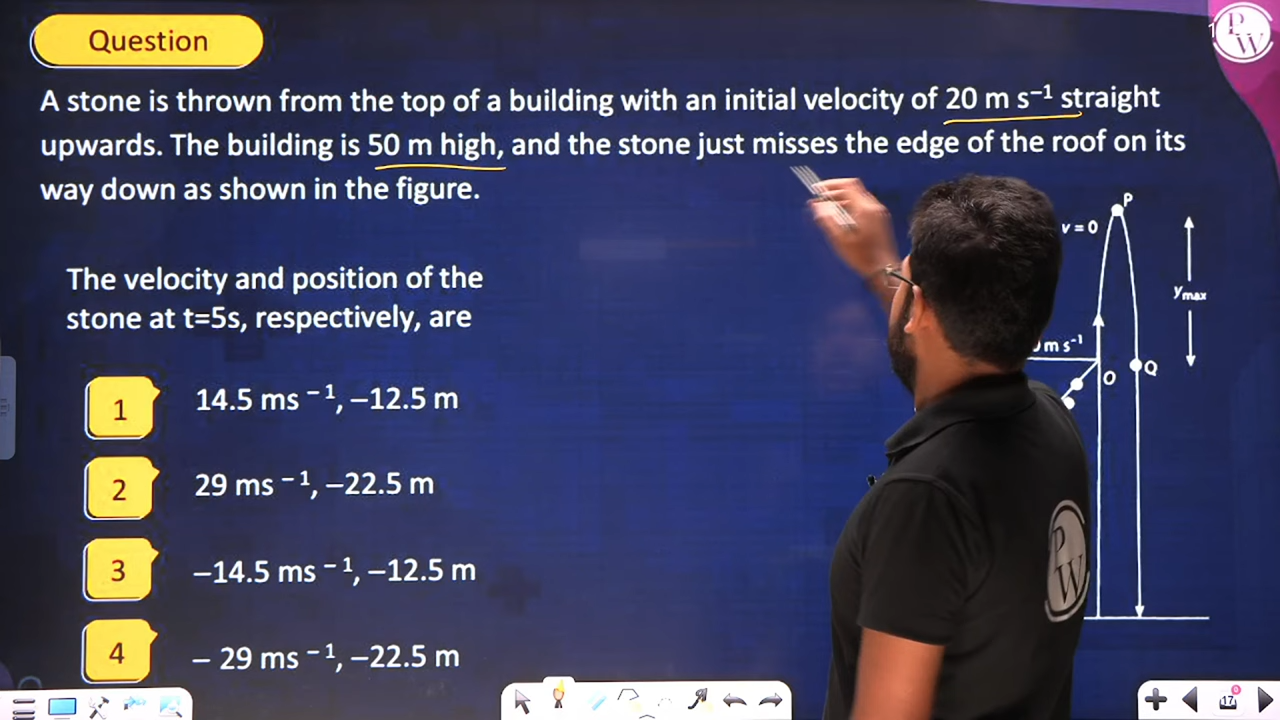 Question
A stone is thrown from the top of a building with an initial velocity of 20 m s⁻¹ straight
upwards. The building is 50 m high, and the stone just misses the edge of the roof on its
way down as shown in the figure.
The velocity and position of the
stone at t=5s, respectively, are
1 14.5 ms ⁻¹, –12.5 m
2 29 ms ⁻¹, –22.5 m
3 –14.5 ms ⁻¹, –12.5 m
4 – 29 ms ⁻¹, –22.5 m
P
v = 0
yₘₐₓ
m s⁻¹
O
Q
P
W
P
W
17